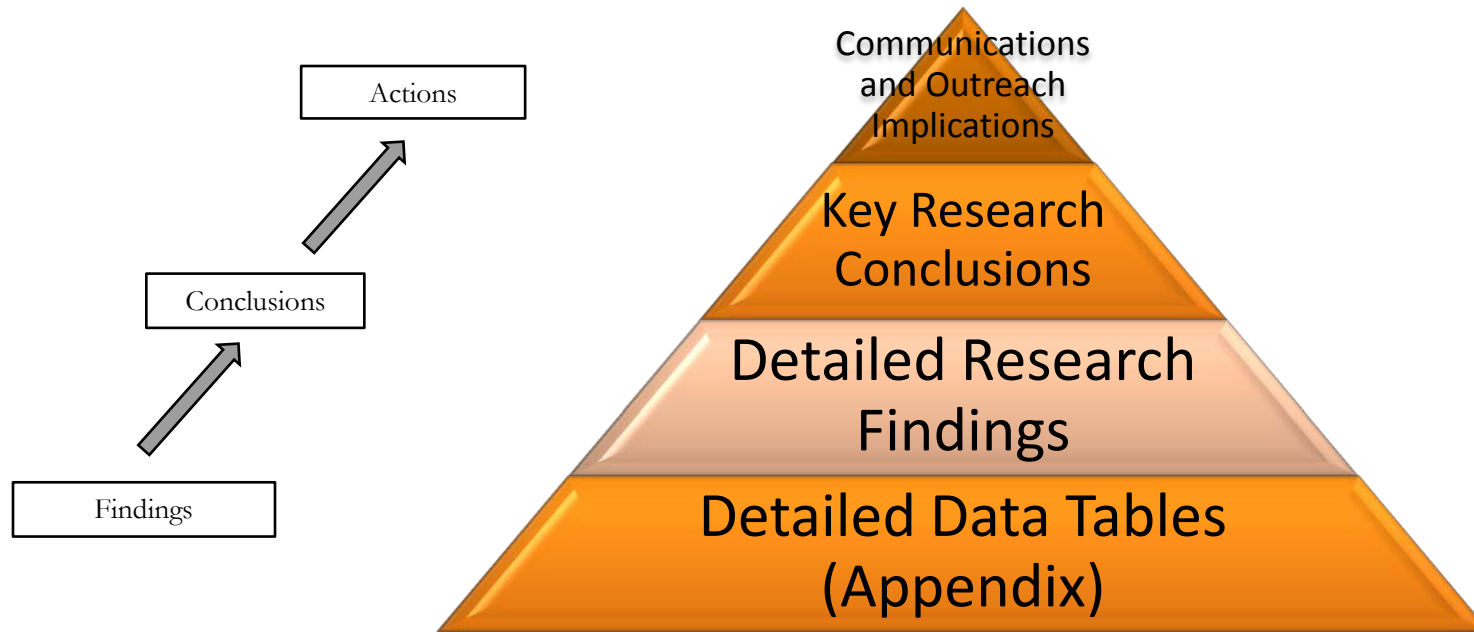 Actions
Conclusions
Findings
Communications
and Outreach
Implications
Key Research
Conclusions
Detailed Research
Findings
Detailed Data Tables
(Appendix)